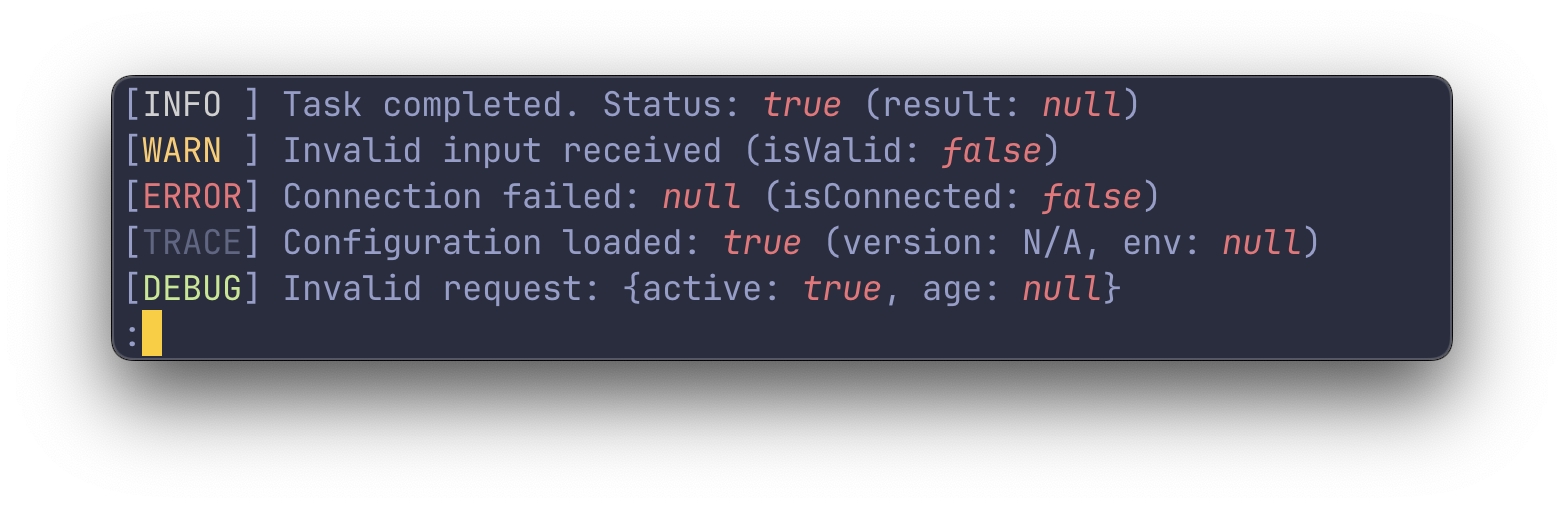 [INFO ] Task completed. Status: true (result: null)
[WARN ] Invalid input received (isValid: false)
[ERROR] Connection failed: null (isConnected: false)
[TRACE] Configuration loaded: true (version: N/A, env: null)
[DEBUG] Invalid request: {active: true, age: null}
: